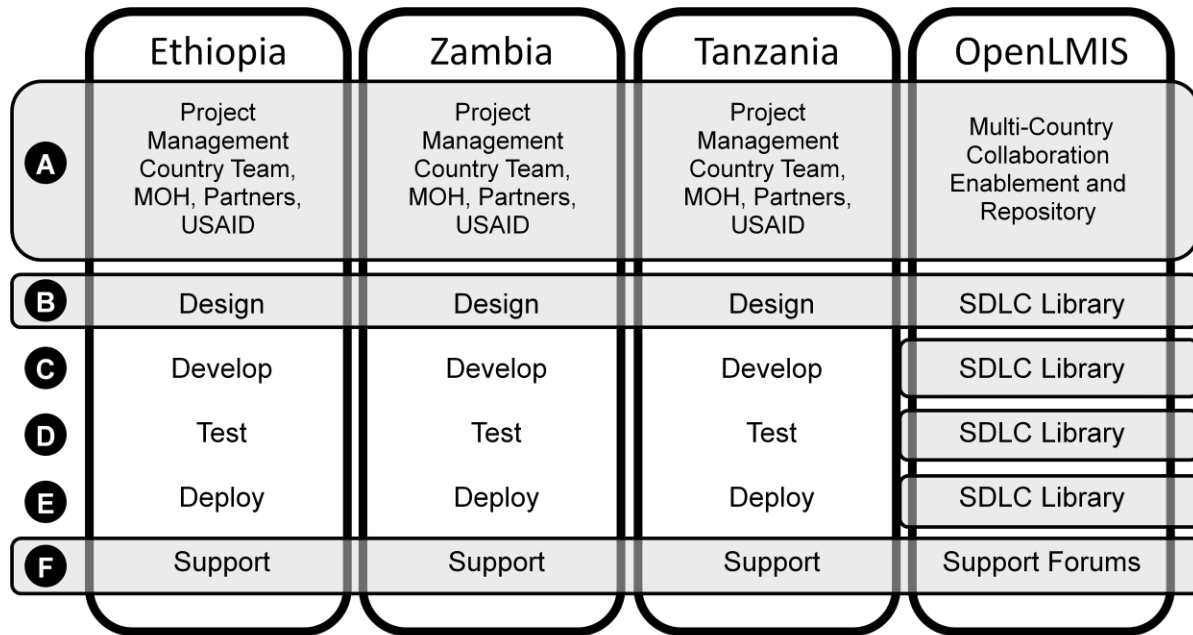 Ethiopia Zambia Tanzania OpenLMIS
A
Project
Management
Country Team,
MOH, Partners,
USAID
Project
Management
Country Team,
MOH, Partners,
USAID
Project
Management
Country Team,
MOH, Partners,
USAID
Multi-Country
Collaboration
Enablement and
Repository
B Design Design Design SDLC Library
C Develop Develop Develop SDLC Library
D Test Test Test SDLC Library
E Deploy Deploy Deploy SDLC Library
F Support Support Support Support Forums